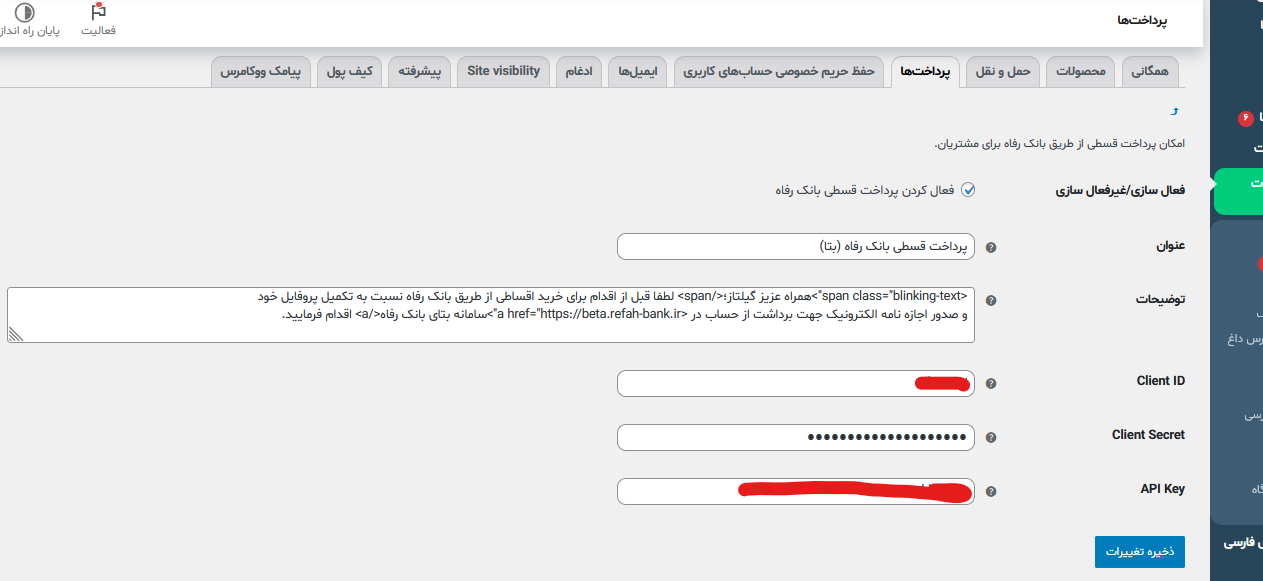 پرداخت‌ها
فعالیت
پایان راه انداز
همگانی
محصولات
حمل و نقل
پرداخت‌ها
حفظ حریم خصوصی حساب‌های کاربری
ایمیل‌ها
ادغام
Site visibility
پیشرفته
کیف پول
پیامک ووکامرس
امکان پرداخت قسطی از طریق بانک رفاه برای مشتریان.
فعال سازی/غیرفعال سازی
فعال کردن پرداخت قسطی بانک رفاه
عنوان
پرداخت قسطی بانک رفاه (بتا)
توضیحات
<span class="blinking-text">همراه عزیز گیلتاز؛</span> لطفا قبل از اقدام برای خرید اقساطی از طریق بانک رفاه نسبت به تکمیل پروفایل خود
و صدور اجازه نامه الکترونیک جهت برداشت از حساب در <a href="https://beta.refah-bank.ir">سامانه بتای بانک رفاه</a> اقدام فرمایید.
Client ID
Client Secret
API Key
ذخیره تغییرات
۶
رس داغ
ل فارسی